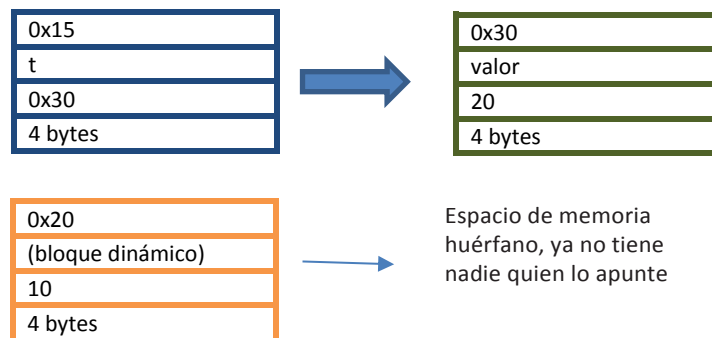 0x15
t
0x30
4 bytes
0x30
valor
20
4 bytes
0x20
(bloque dinámico)
10
4 bytes
Espacio de memoria
huérfano, ya no tiene
nadie quien lo apunte